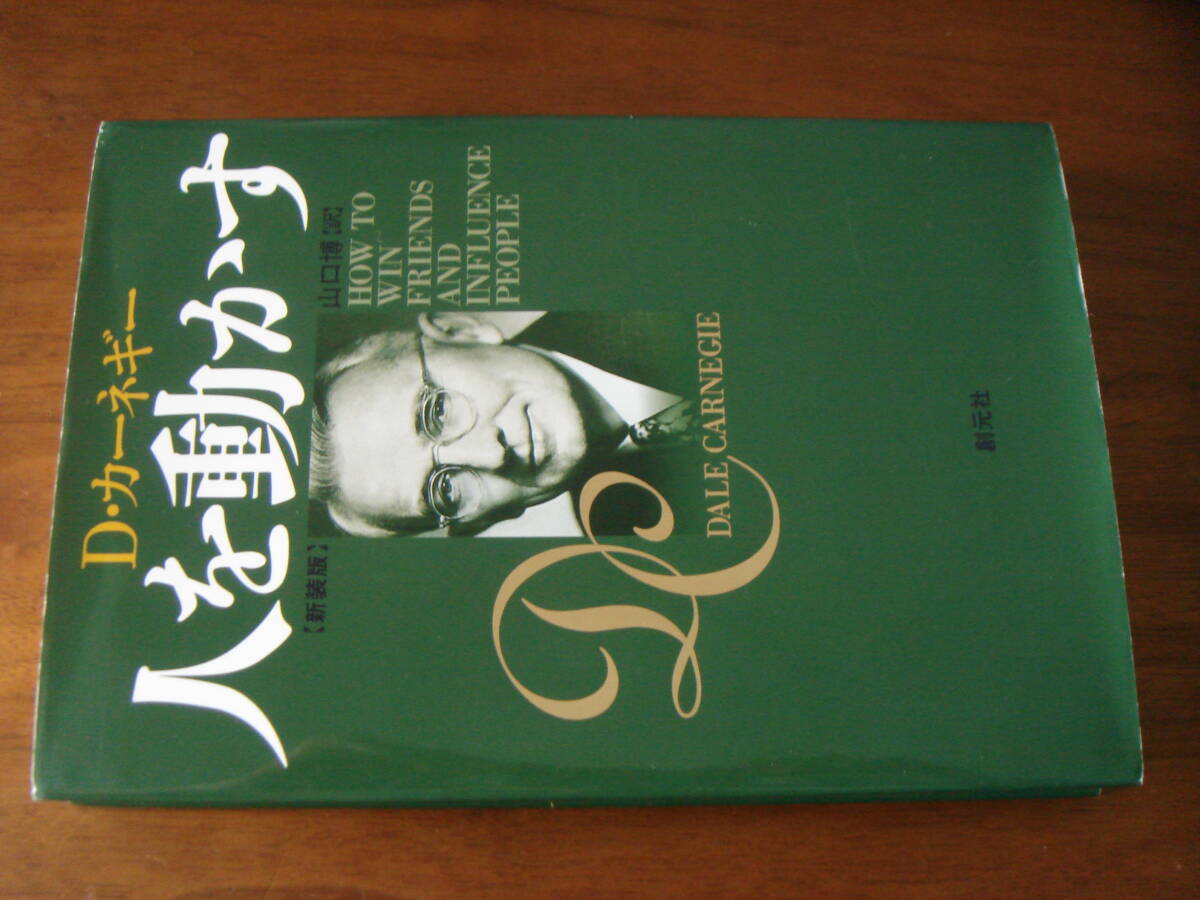 D・カーネギー
人を動かす
【新装版】
山口博【訳】
HOW TO
WIN
FRIENDS
AND
INFLUENCE
PEOPLE
DALE CARNEGIE
DC
創元社